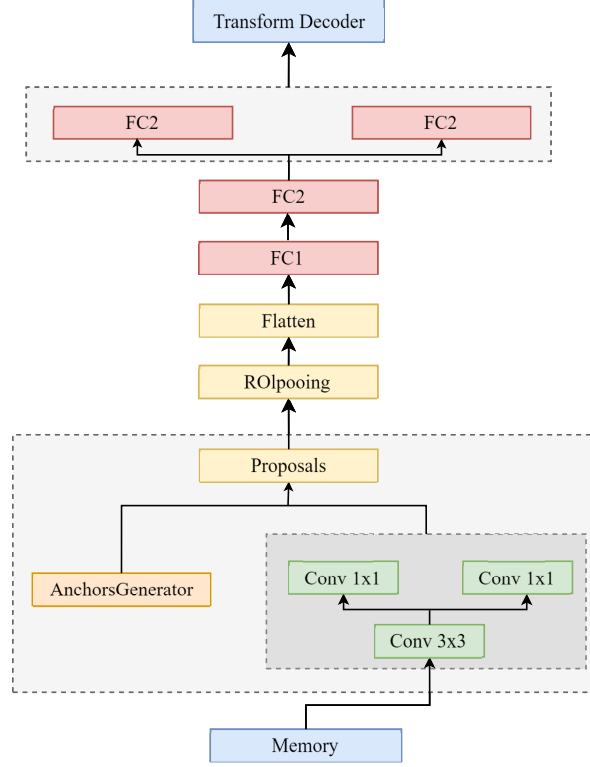 Transform Decoder
FC2
FC2
FC2
FC1
Flatten
ROlpooing
Proposals
AnchorsGenerator
Conv 1x1
Conv 1x1
Conv 3x3
Memory